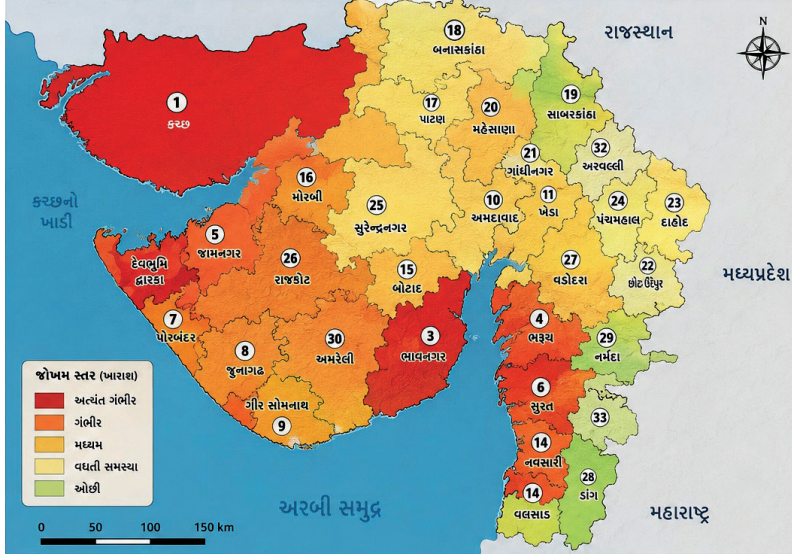 રાજસ્થાન
N
18
બનાસકાંઠા
1
કચ્છ
17
પાટણ
20
મહેસાણા
19
સાબરકાંઠા
21
ગાંધીનગર
32
અરવલ્લી
કચ્છનો
ખાડી
16
મોરબી
25
સુરેન્દ્રનગર
10
અમદાવાદ
11
ખેડા
24
પંચમહાલ
23
દાહોદ
5
જામનગર
દેવભૂમિ
દ્વારકા
26
રાજકોટ
15
બોટાદ
27
વડોદરા
22
મધ્યપ્રદેશ
7
પોરબંદર
8
જુનાગઢ
30
અમરેલી
3
ભાવનગર
4
ભરૂચ
29
નર્મદા
ગીર સોમનાથ
9
6
સુરત
33
14
નવસારી
14
વલસાડ
28
ડાંગ
જોખમ સ્તર (ખારાશ)
અત્યંત ગંભીર
ગંભીર
મધ્યમ
વધતી સમસ્યા
ઓછી
0 50 100 150 km
અરબી સમુદ્ર
મહારાષ્ટ્ર